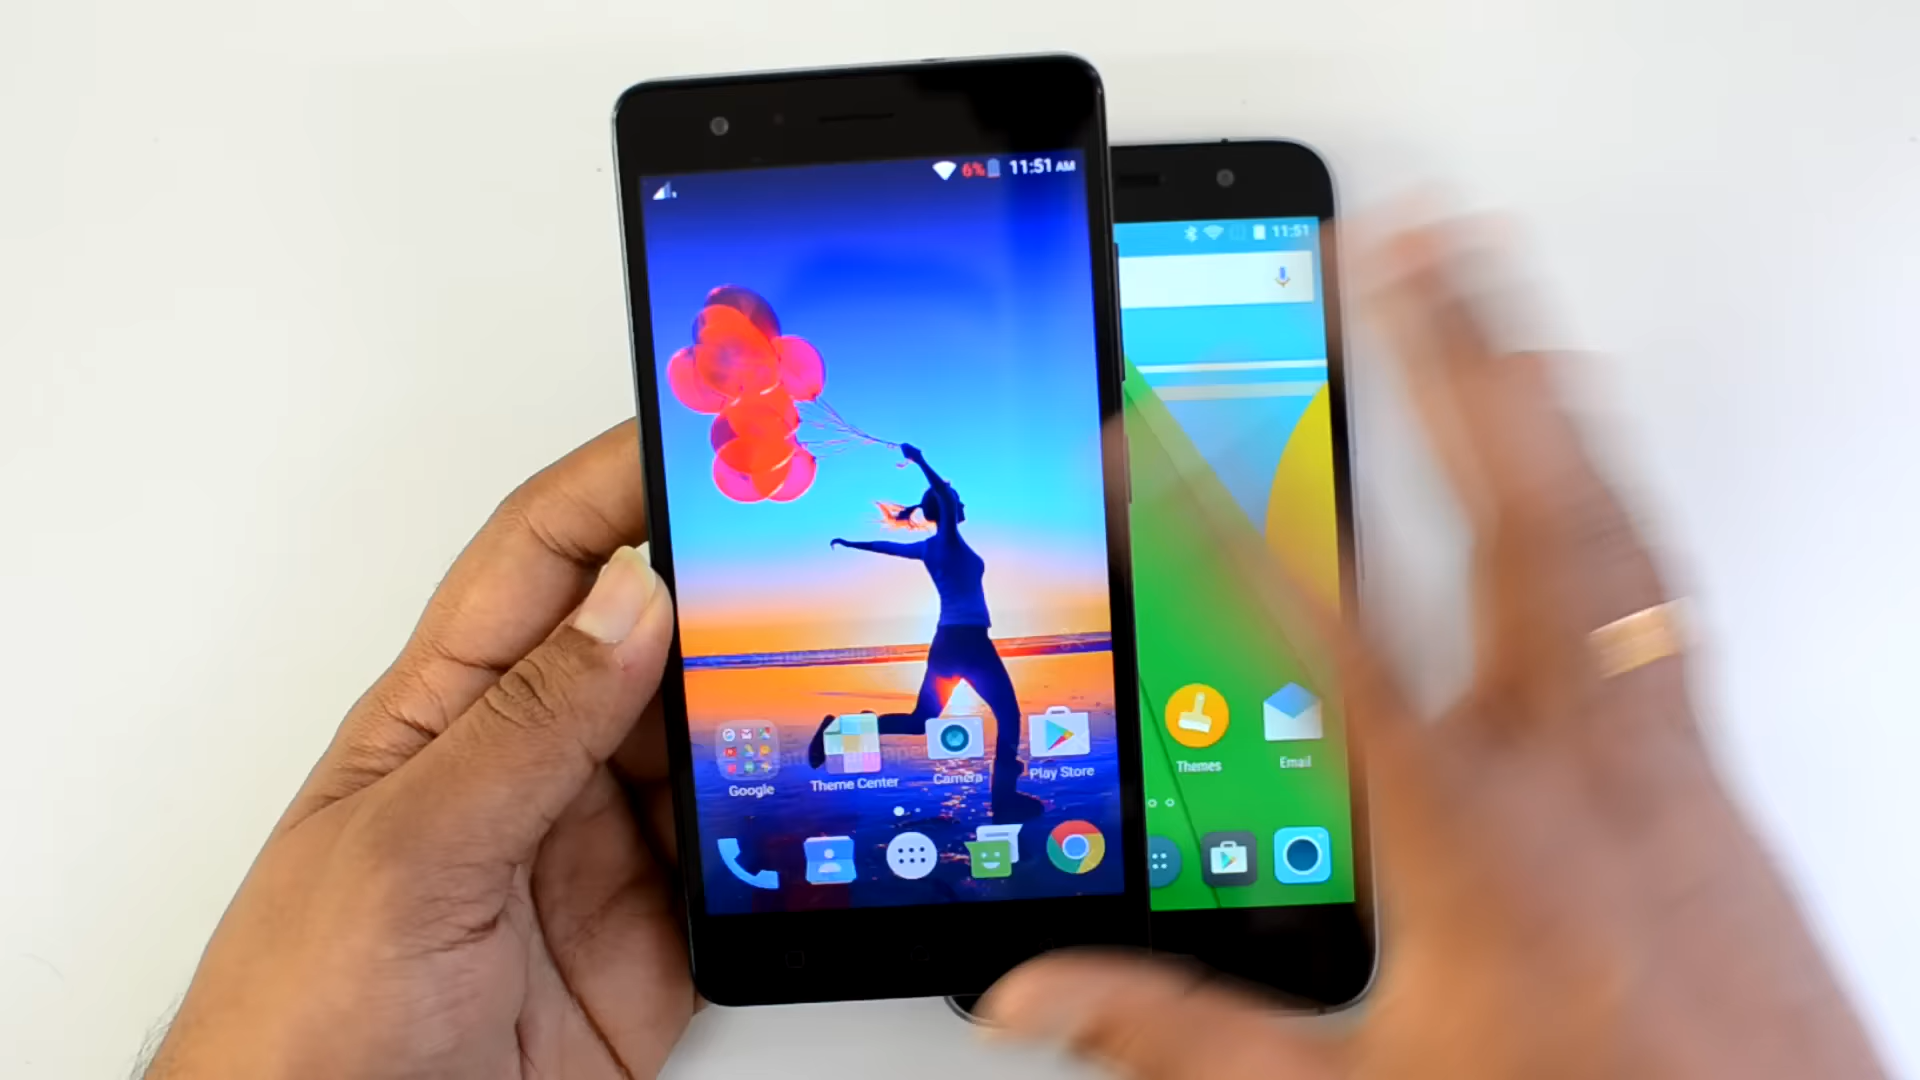 6% 11:51 AM
11:51
Google
Theme Center
Camera
Play Store
Themes
Email